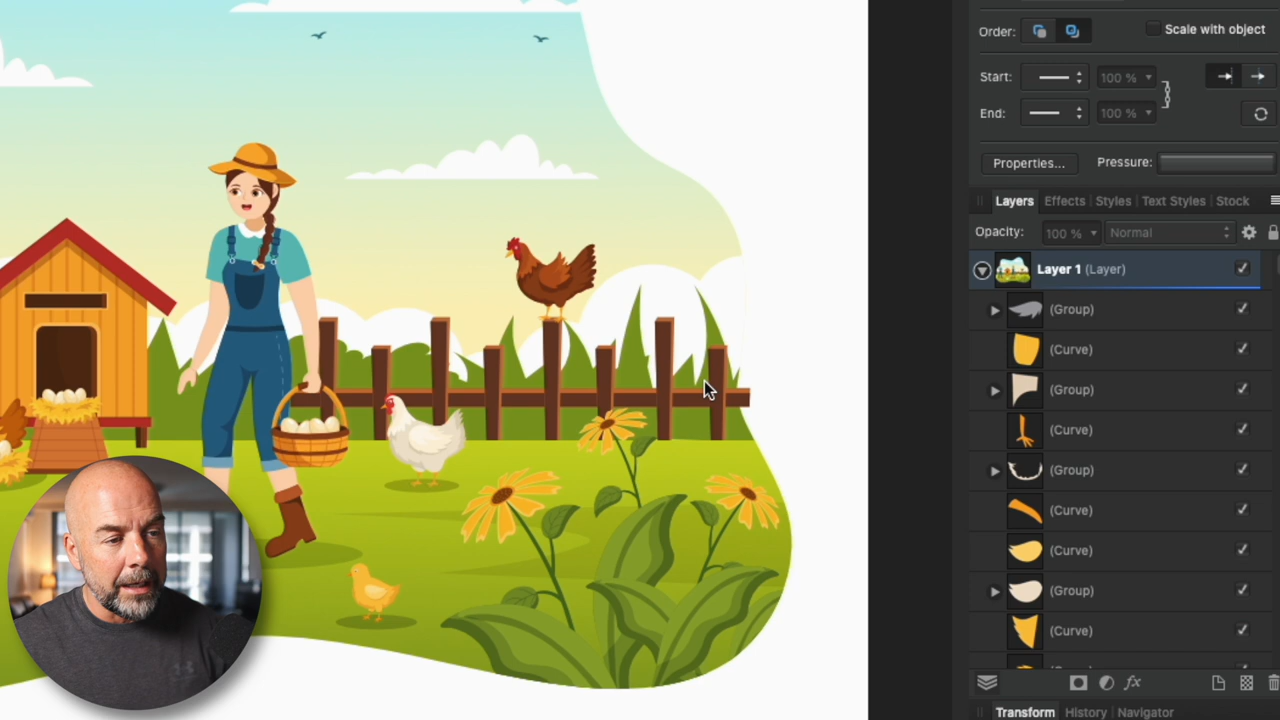 Order:
Scale with object
Start:
100 %
End:
100 %
Properties...
Pressure:
Layers
Effects
Styles
Text Styles
Stock
Opacity:
100 %
Normal
Layer 1 (Layer)
(Group)
(Curve)
(Group)
(Curve)
(Group)
(Curve)
(Curve)
(Group)
(Curve)
fx
Transform
History
Navigator